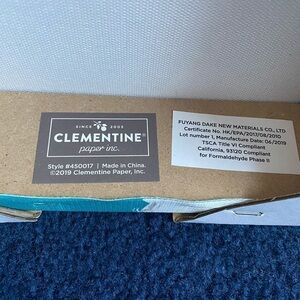 SINCE 2005
CLEMENTINE®
paper inc.
Style #450017 | Made in China.
©2019 Clementine Paper, Inc.
FUYANG DAKE NEW MATERIALS CO., LTD
Certificate No. HK/EPA/2017/08/2010
Lot number 1, Manufacture Date: 06/2019
TSCA Title VI Compliant
California, 93120 Compliant
for Formaldehyde Phase II